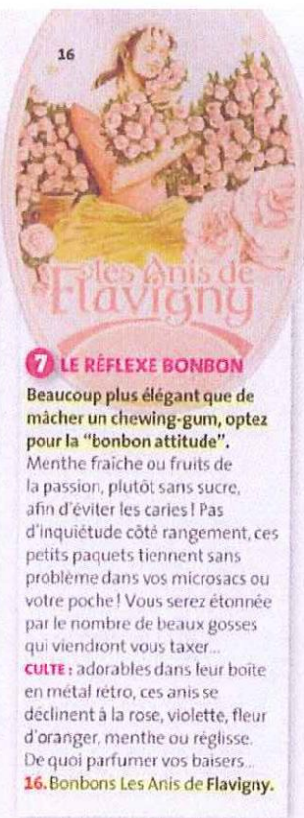 16
les Anis de
Flavigny
7 LE RÉFLEXE BONBON
Beaucoup plus élégant que de
mâcher un chewing-gum, optez
pour la "bonbon attitude".
Menthe fraîche ou fruits de
la passion, plutôt sans sucre,
afin d'éviter les caries ! Pas
d'inquiétude côté rangement, ces
petits paquets tiennent sans
problème dans vos microsacs ou
votre poche ! Vous serez étonnée
par le nombre de beaux gosses
qui viendront vous taxer...
CULTE : adorables dans leur boîte
en métal rétro, ces anis se
déclinent à la rose, violette, fleur
d'oranger, menthe ou réglisse.
De quoi parfumer vos baisers...
16. Bonbons Les Anis de Flavigny.